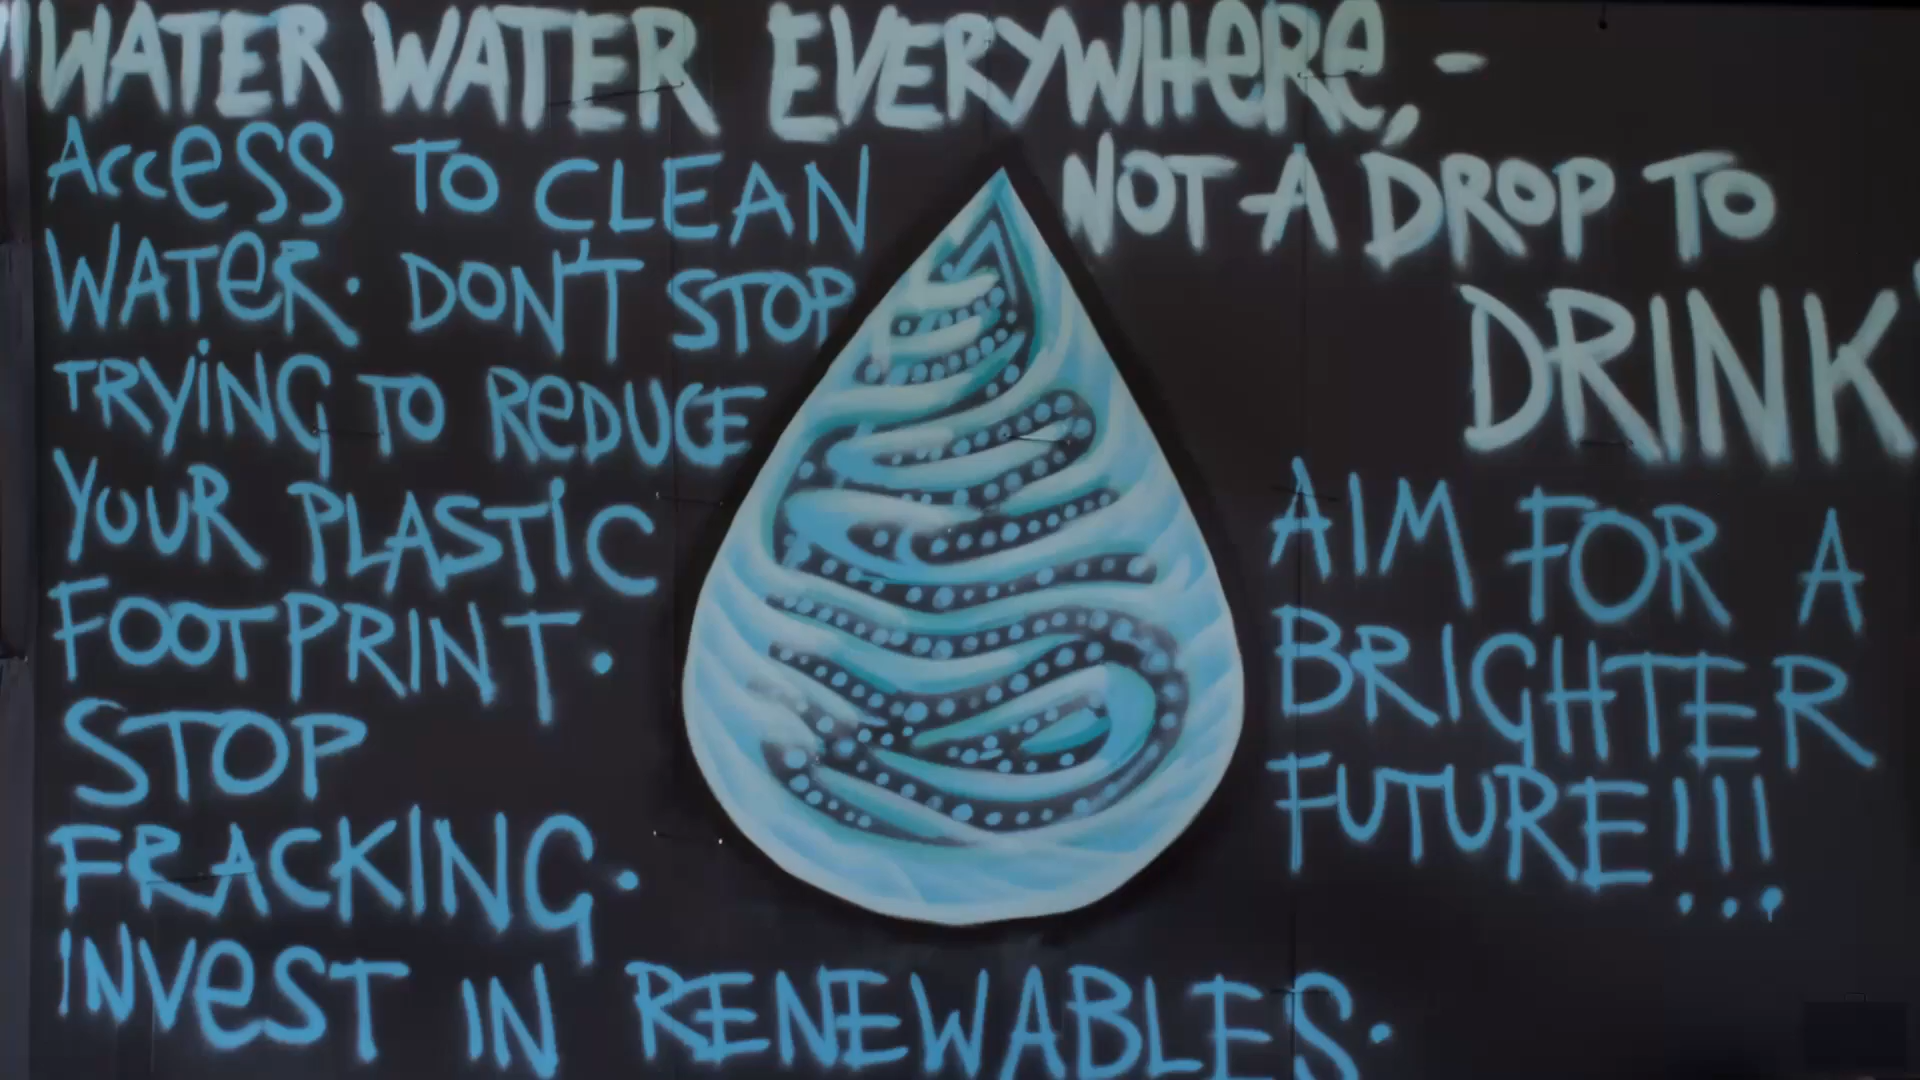 "WATER WATER EVERYWHERE, -
NOT A DROP TO
DRINK"
ACCESS TO CLEAN
WATER. DON'T STOP
TRYING TO REDUCE
YOUR PLASTIC
FOOTPRINT.
STOP
FRACKING.
INVEST IN RENEWABLES.
AIM FOR A
BRIGHTER
FUTURE!!!